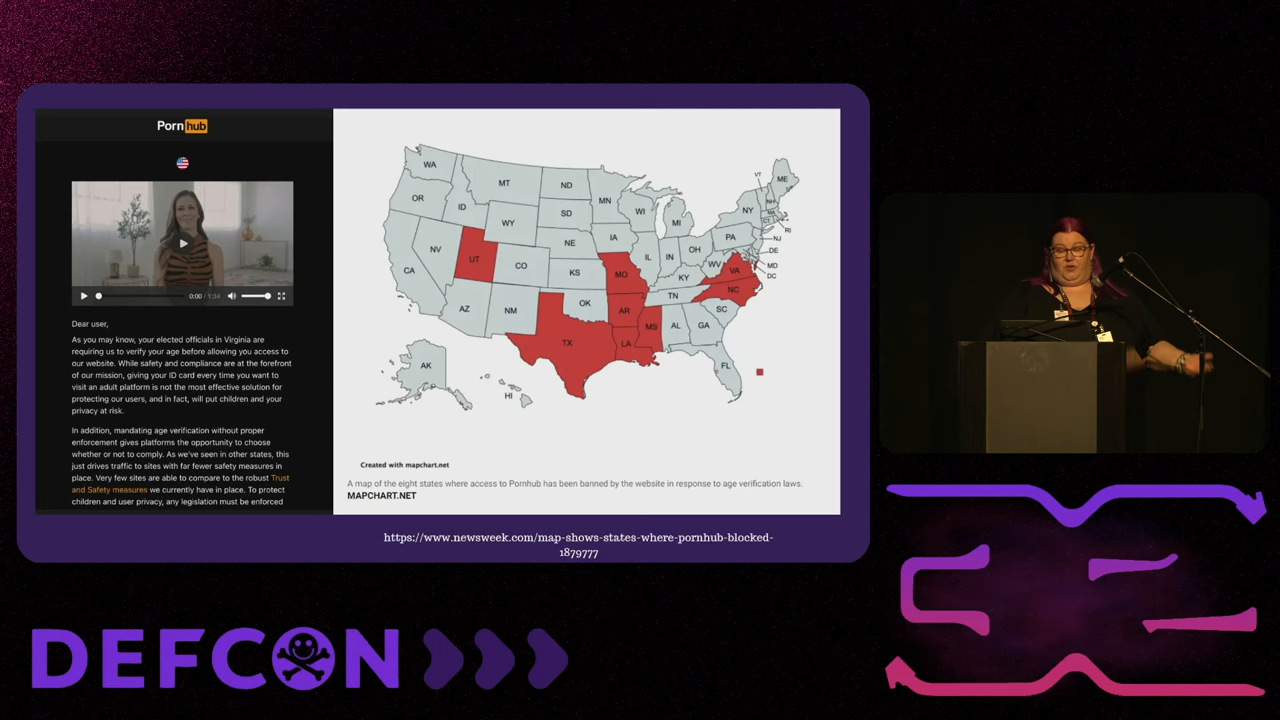 Pornhub
0:00 / 1:34
Dear user,
As you may know, your elected officials in Virginia are
requiring us to verify your age before allowing you access to
our website. While safety and compliance are at the forefront
of our mission, giving your ID card every time you want to
visit an adult platform is not the most effective solution for
protecting our users, and in fact, will put children and your
privacy at risk.
In addition, mandating age verification without proper
enforcement gives platforms the opportunity to choose
whether or not to comply. As we've seen in other states, this
just drives traffic to sites with far fewer safety measures in
place. Very few sites are able to compare to the robust Trust
and Safety measures we currently have in place. To protect
children and user privacy, any legislation must be enforced
WA
OR
CA
NV
ID
MT
WY
UT
AZ
CO
NM
ND
SD
NE
KS
OK
TX
MN
IA
MO
AR
LA
WI
IL
MI
IN
OH
KY
TN
MS
AL
GA
FL
SC
NC
VA
WV
PA
NY
VT
NH
ME
MA
CT
RI
NJ
DE
MD
DC
AK
HI
Created with mapchart.net
A map of the eight states where access to Pornhub has been banned by the website in response to age verification laws.
MAPCHART.NET
https://www.newsweek.com/map-shows-states-where-pornhub-blocked-
1879777
DEFCON